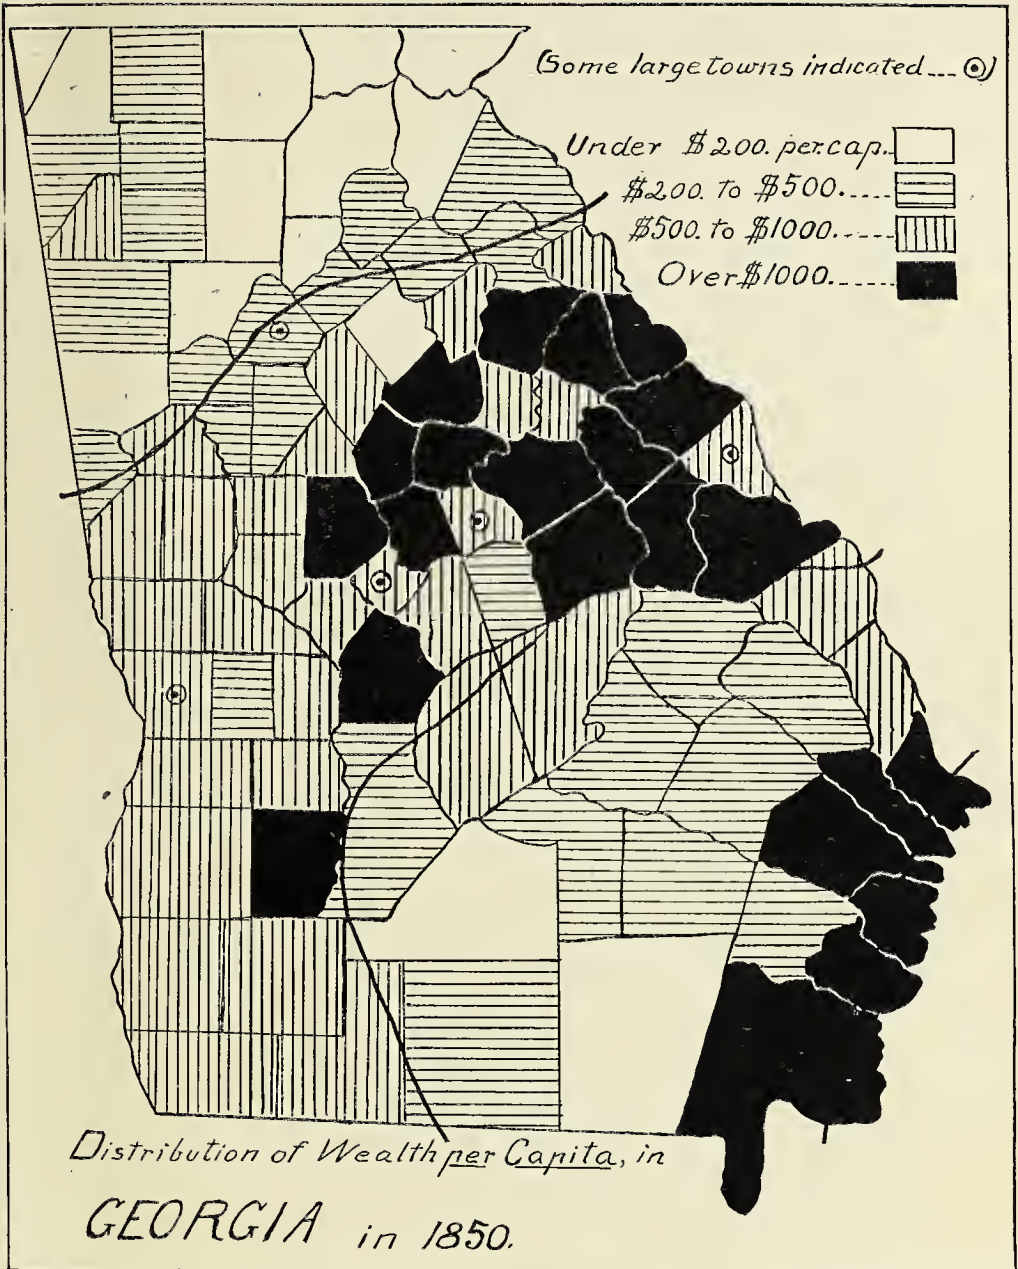 (Some large towns indicated... ⊙)
Under $200. per. cap..
$200. to $500.....
$500. to $1000.....
Over $1000......
Distribution of Wealth per Capita, in
GEORGIA in 1850.